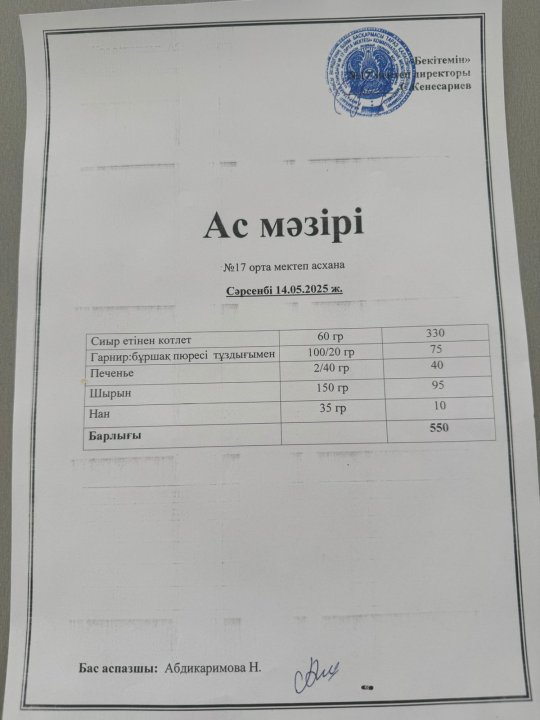 «Бекітемін»
№17 мектеп директоры
Кенесариев
Ас мәзірі
№17 орта мектеп асхана
Сәрсенбі 14.05.2025 ж.
Сиыр етінен котлет 60 гр 330
Гарнир:бұршақ пюресі тұздығымен 100/20 гр 75
Печенье 2/40 гр 40
Шырын 150 гр 95
Нан 35 гр 10
Барлығы 550
Бас аспазшы: Абдикаримова Н.